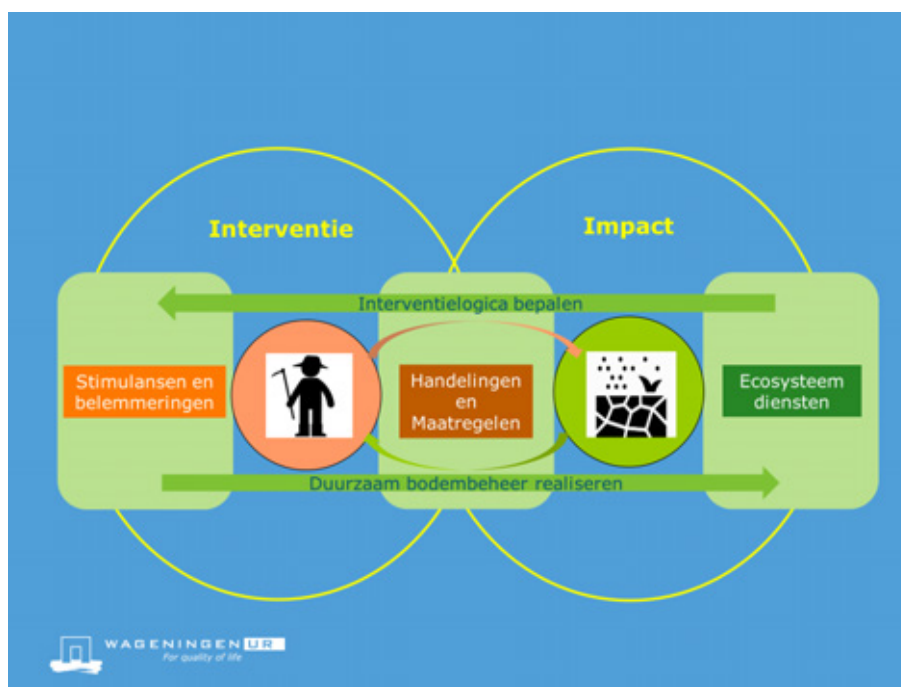 Interventie
Impact
Interventielogica bepalen
Stimulansen en
belemmeringen
Handelingen
en
Maatregelen
Ecosysteem
diensten
Duurzaam bodembeheer realiseren
WAGENINGEN UR
For quality of life